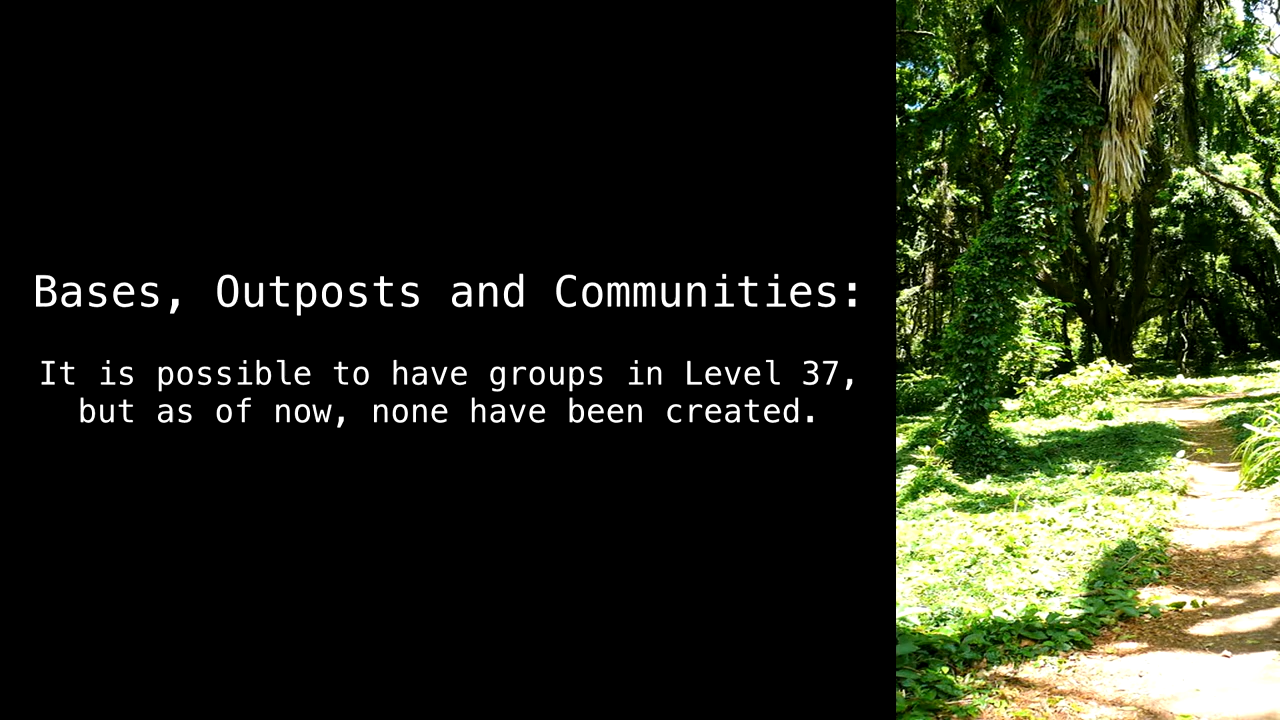 Bases, Outposts and Communities:
It is possible to have groups in Level 37,
but as of now, none have been created.